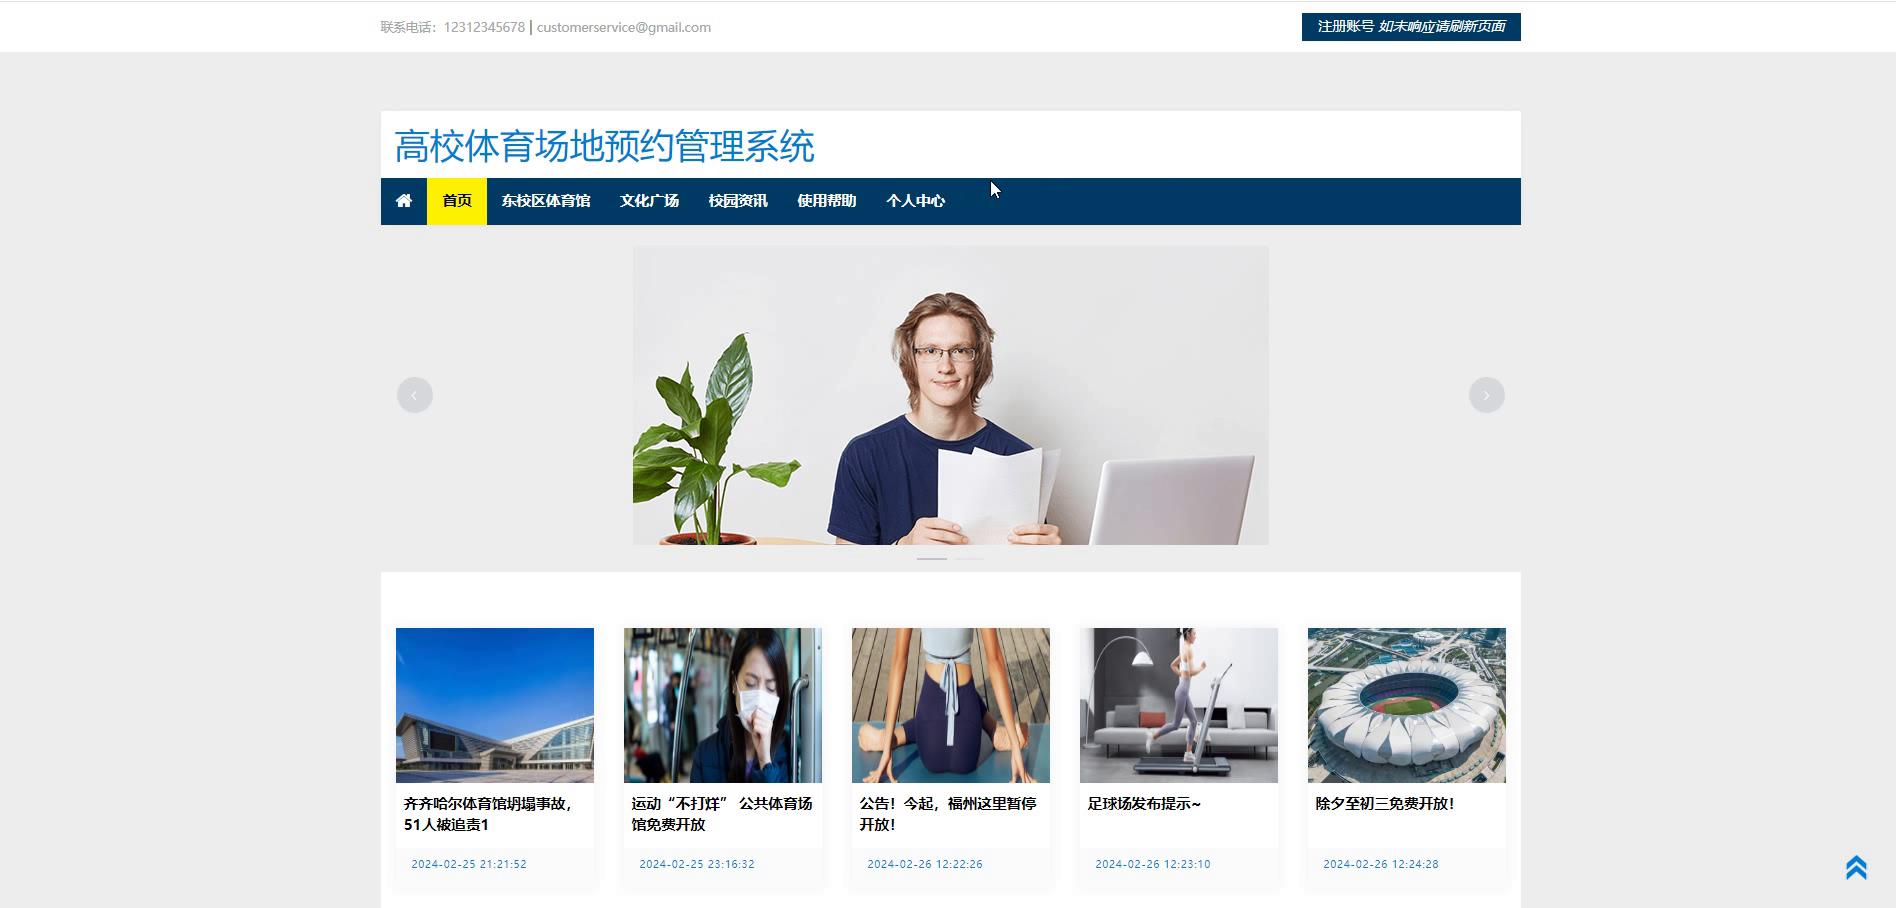 联系电话：12312345678 | customerservice@gmail.com
注册账号 如未响应请刷新页面
高校体育场地预约管理系统
首页 东校区体育馆 文化广场 校园资讯 使用帮助 个人中心
齐齐哈尔体育馆坍塌事故，
51人被追责1
2024-02-25 21:21:52
运动“不打烊” 公共体育场
馆免费开放
2024-02-25 23:16:32
公告！今起，福州这里暂停
开放！
2024-02-26 12:22:26
足球场发布提示~
2024-02-26 12:23:10
除夕至初三免费开放！
2024-02-26 12:24:28